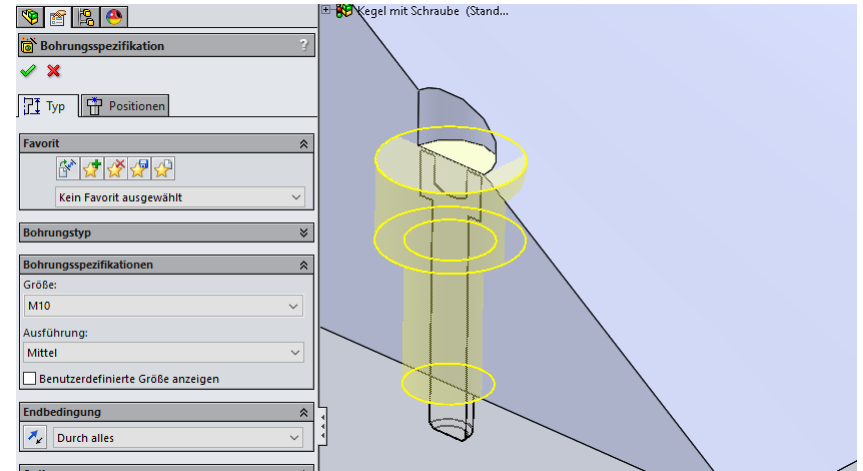 Kegel mit Schraube (Stand...
Bohrungsspezifikation
?
Typ
Positionen
Favorit
Kein Favorit ausgewählt
Bohrungstyp
Bohrungsspezifikationen
Größe:
M10
Ausführung:
Mittel
Benutzerdefinierte Größe anzeigen
Endbedingung
Durch alles